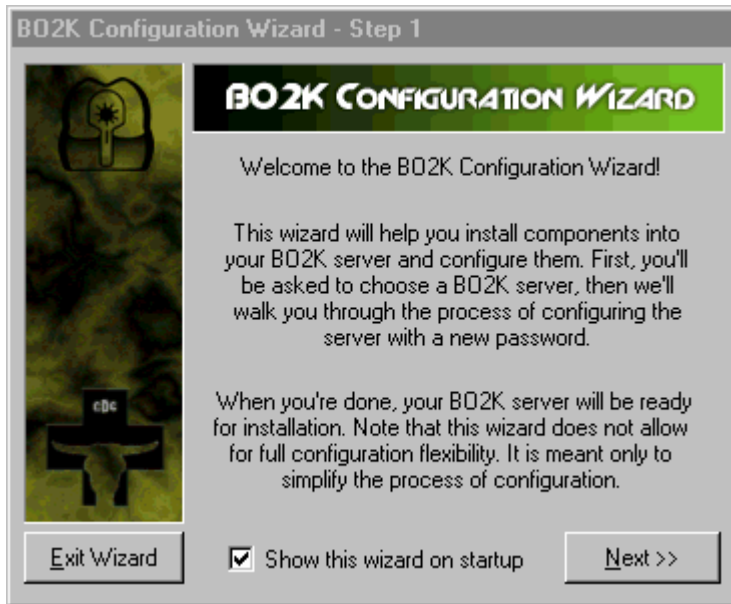 BO2K Configuration Wizard - Step 1
BO2K CONFIGURATION WIZARD
Welcome to the BO2K Configuration Wizard!
This wizard will help you install components into
your BO2K server and configure them. First, you'll
be asked to choose a BO2K server, then we'll
walk you through the process of configuring the
server with a new password.
cDc
When you're done, your BO2K server will be ready
for installation. Note that this wizard does not allow
for full configuration flexibility. It is meant only to
simplify the process of configuration.
Exit Wizard
Show this wizard on startup
Next >>